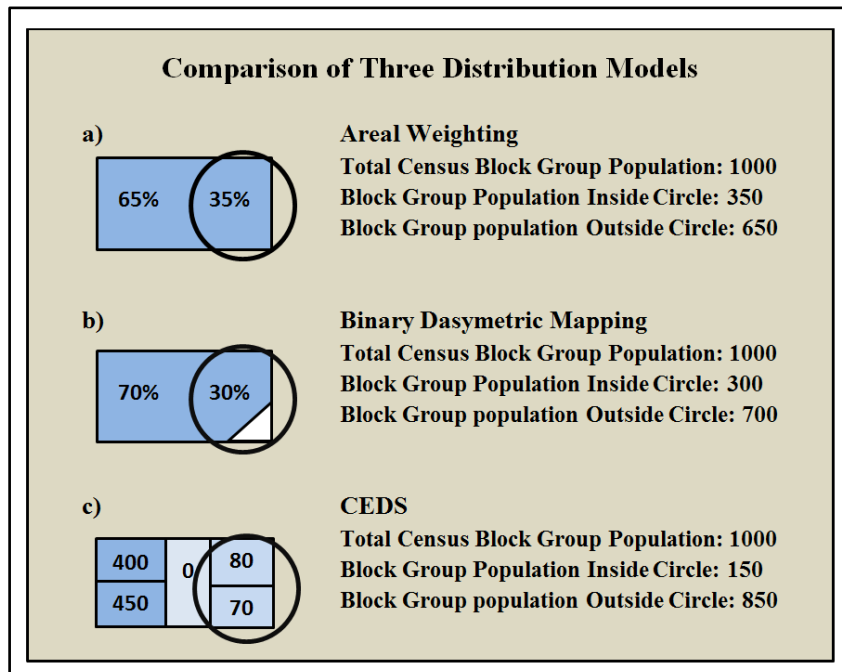 Comparison of Three Distribution Models
a)
Areal Weighting
65% 35%
Total Census Block Group Population: 1000
Block Group Population Inside Circle: 350
Block Group population Outside Circle: 650
b)
Binary Dasymetric Mapping
70% 30%
Total Census Block Group Population: 1000
Block Group Population Inside Circle: 300
Block Group population Outside Circle: 700
c)
CEDS
400 0 80
450 70
Total Census Block Group Population: 1000
Block Group Population Inside Circle: 150
Block Group population Outside Circle: 850